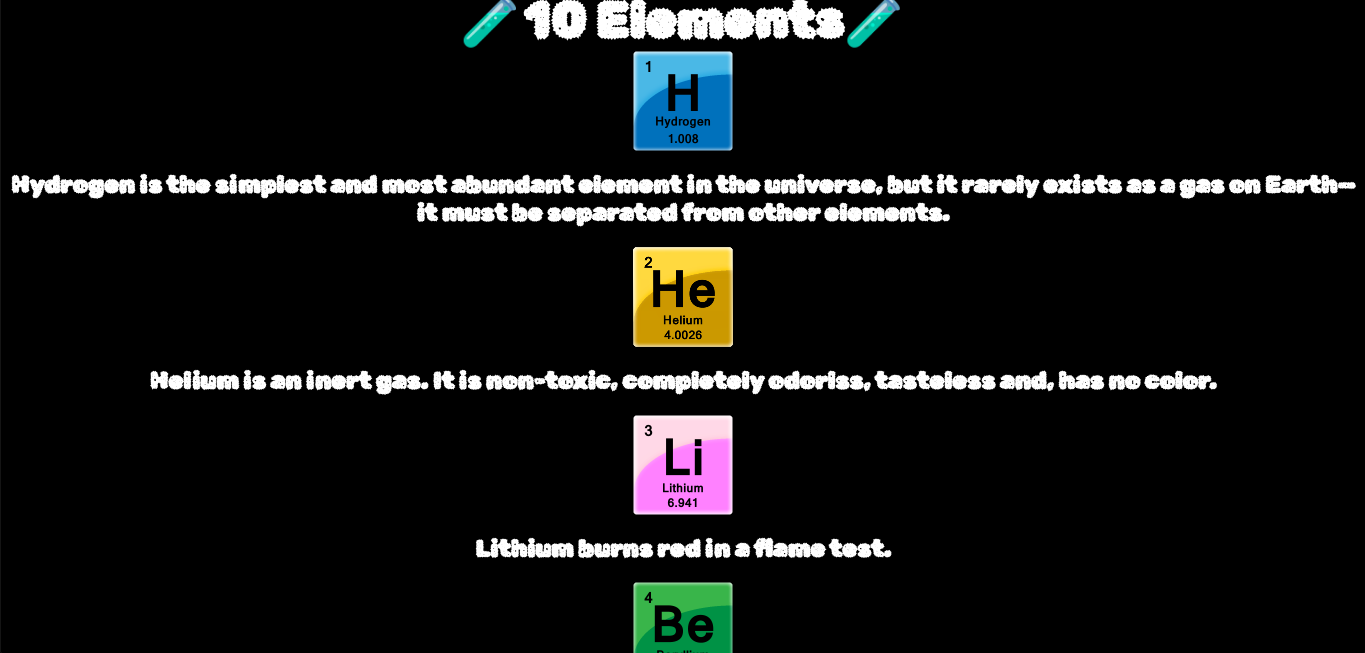 🧪10 Elements🧪
1
H
Hydrogen
1.008
Hydrogen is the simplest and most abundant element in the universe, but it rarely exists as a gas on Earth—
it must be separated from other elements.
2
He
Helium
4.0026
Helium is an inert gas. It is non-toxic, completely odorlss, tasteless and, has no color.
3
Li
Lithium
6.941
Lithium burns red in a flame test.
4
Be